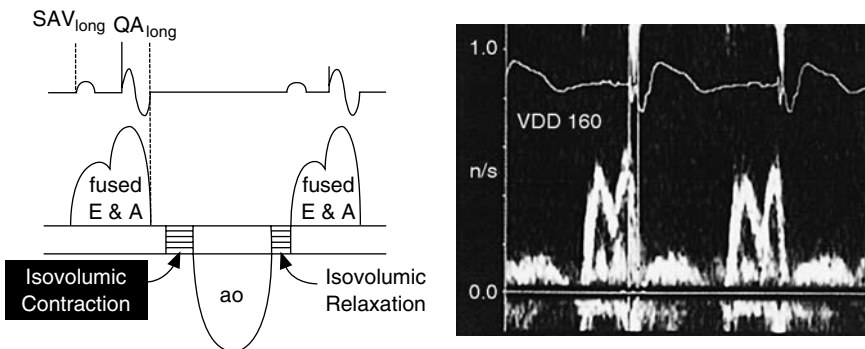 SAVlong QAlong
fused
E & A
fused
E & A
Isovolumic
Contraction
ao
Isovolumic
Relaxation
1.0
VDD 160
n/s
0.0